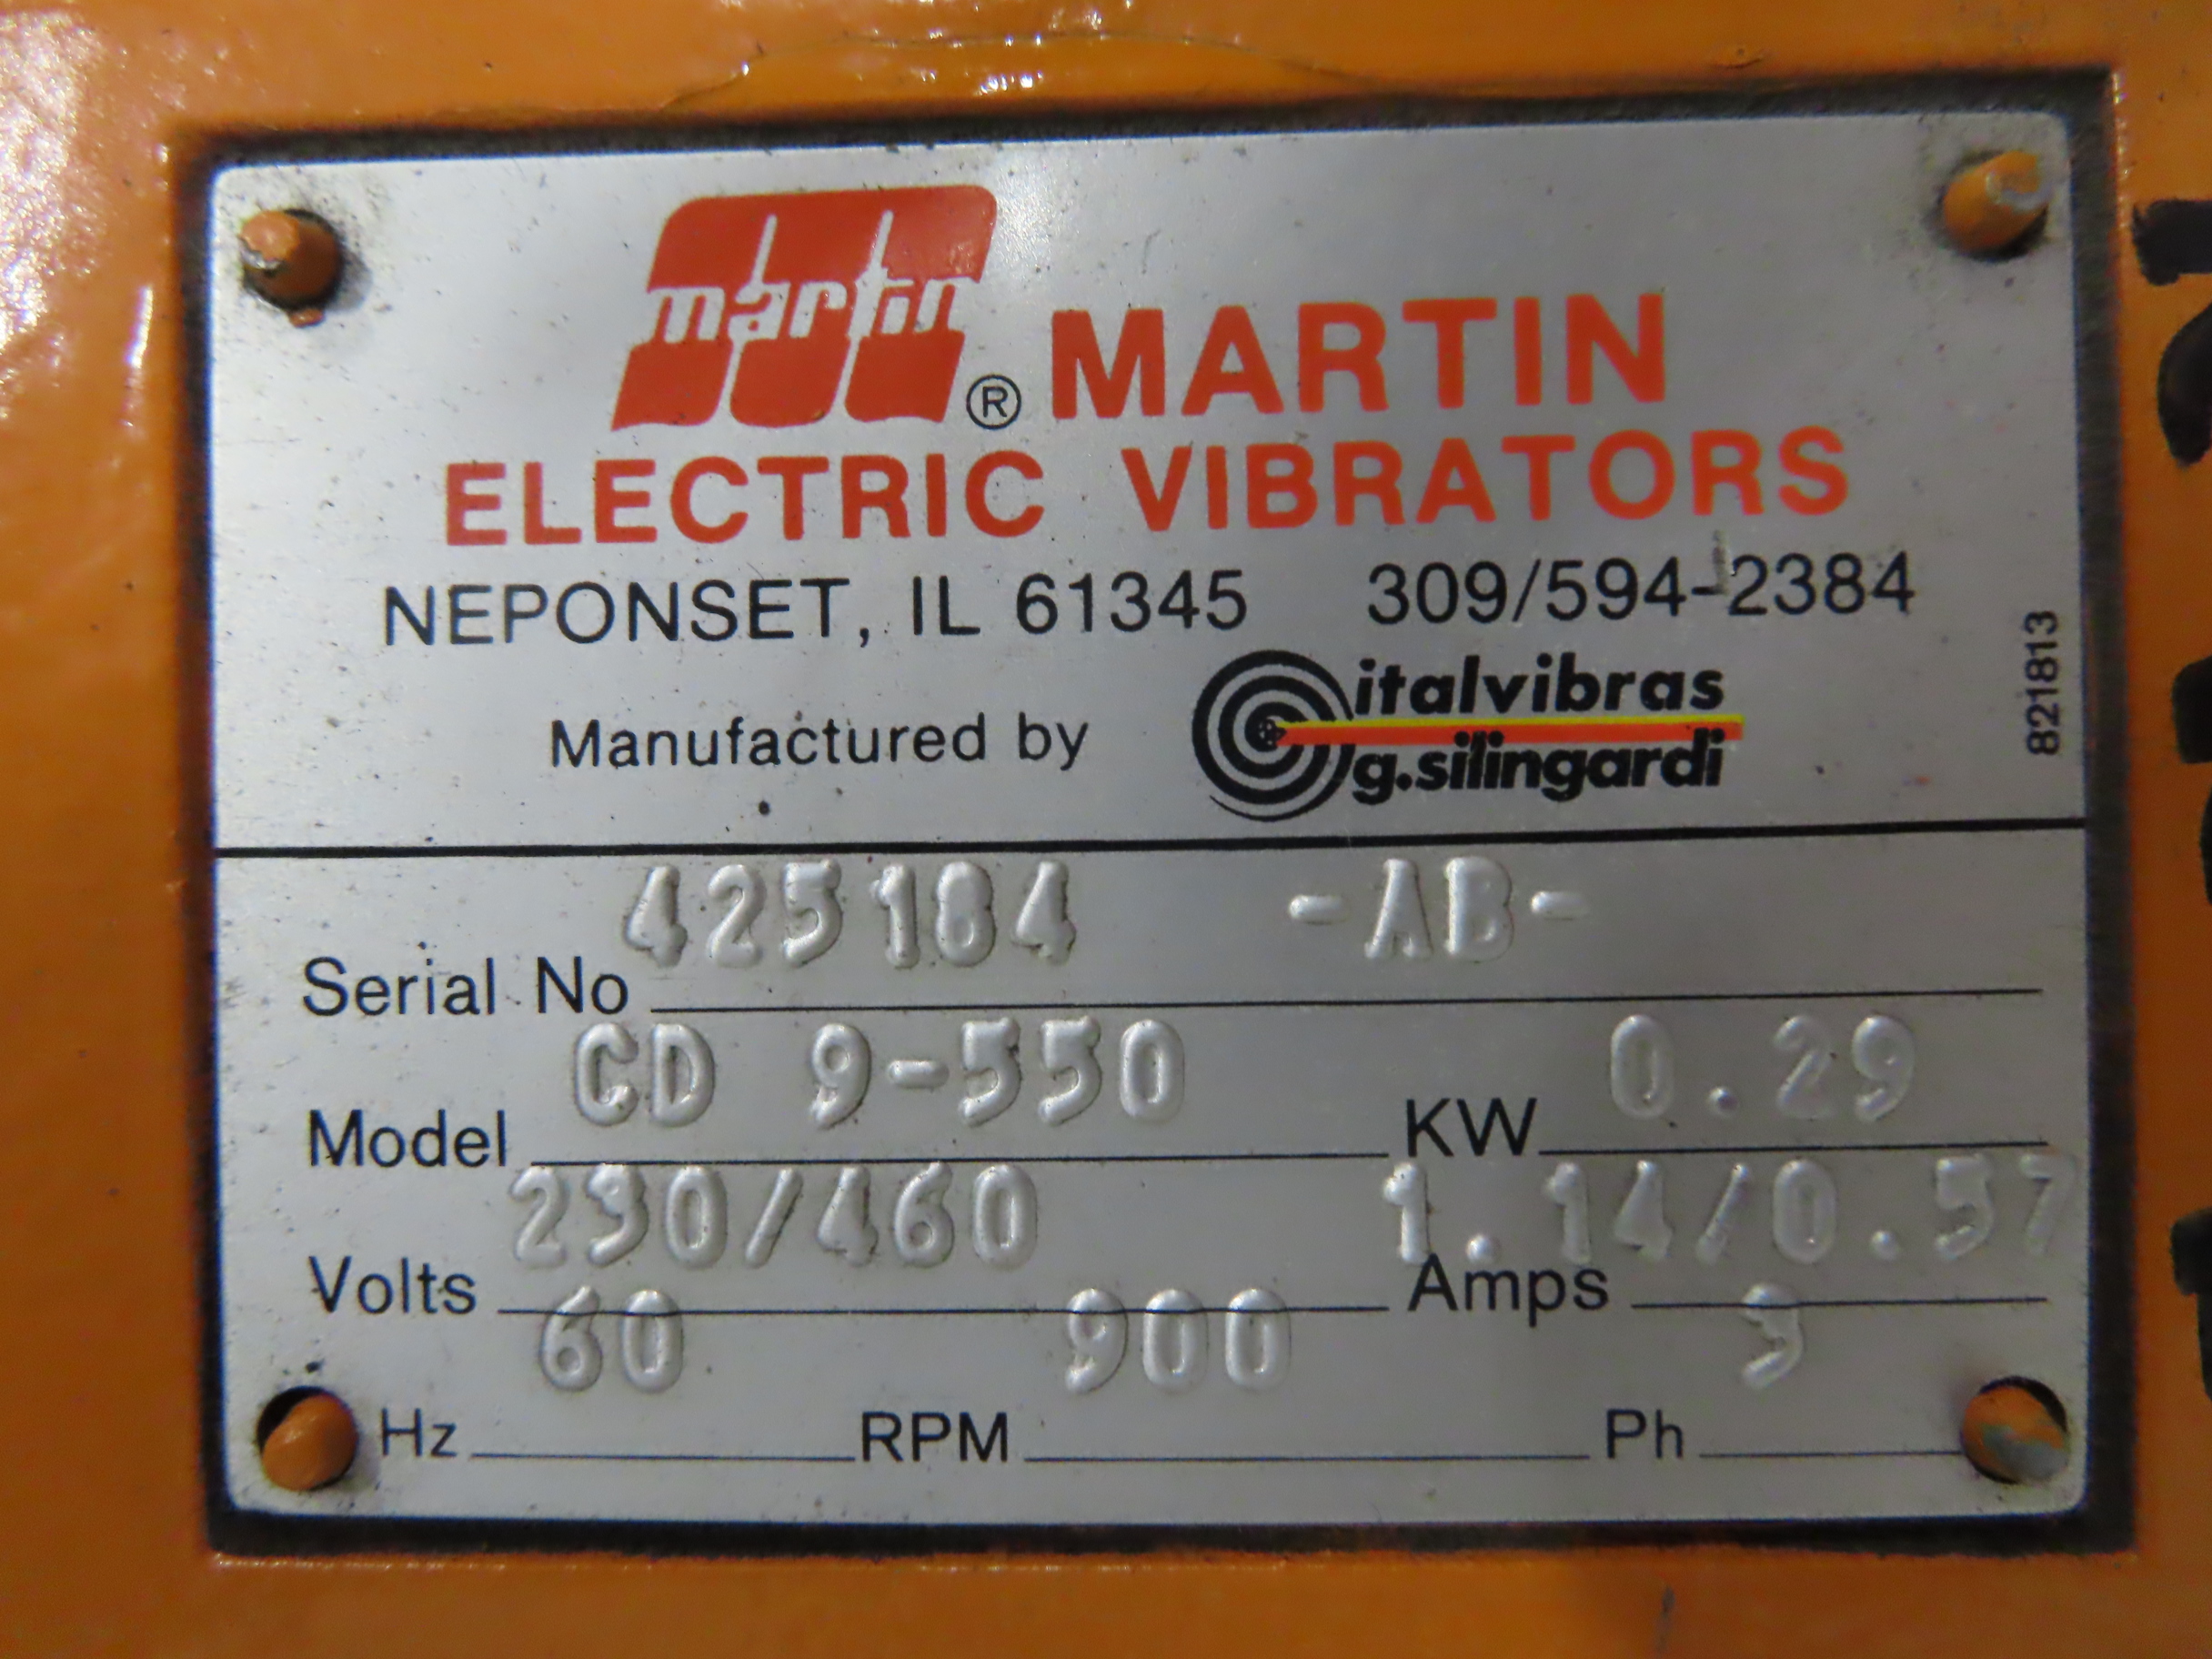 martin
® MARTIN
ELECTRIC VIBRATORS
NEPONSET, IL 61345 309/594-2384
Manufactured by italvibras
g.silingardi
821813
Serial No 425184 -AB-
Model CD 9-550 KW 0.29
Volts 230/460 Amps 1.14/0.57
Hz 60 RPM 900 Ph 3